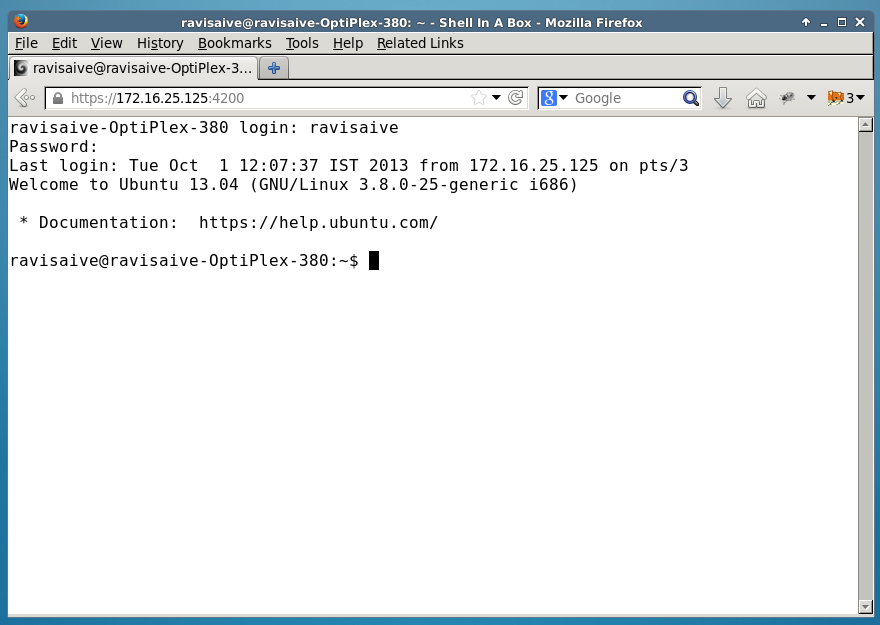 ravisaive@ravisaive-OptiPlex-380: ~ - Shell In A Box - Mozilla Firefox
File Edit View History Bookmarks Tools Help Related Links
ravisaive@ravisaive-OptiPlex-3...
https://172.16.25.125:4200 Google 3
ravisaive-OptiPlex-380 login: ravisaive
Password:
Last login: Tue Oct  1 12:07:37 IST 2013 from 172.16.25.125 on pts/3
Welcome to Ubuntu 13.04 (GNU/Linux 3.8.0-25-generic i686)
* Documentation:  https://help.ubuntu.com/
ravisaive@ravisaive-OptiPlex-380:~$